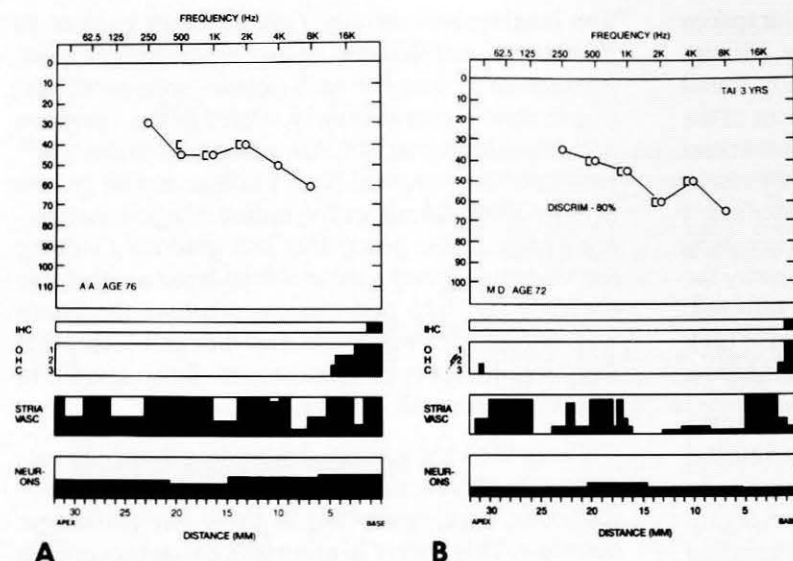 FREQUENCY (Hz)
62.5 125 250 500 1K 2K 4K 8K 16K
0
10
20
30
40
50
60
70
80
90
100
110
A A AGE 76
IHC
O 1
H 2
C 3
STRIA
VASC
NEUR-
ONS
30 25 20 15 10 5 0
APEX BASE
DISTANCE (MM)
A
FREQUENCY (Hz)
62.5 125 250 500 1K 2K 4K 8K 16K
0
10
20
30
40
50
60
70
80
90
100
TAI 3 YRS
DISCRIM - 80%
M D AGE 72
IHC
O 1
H 2
C 3
STRIA
VASC
NEUR-
ONS
30 25 20 15 10 5 0
APEX BASE
DISTANCE (MM)
B